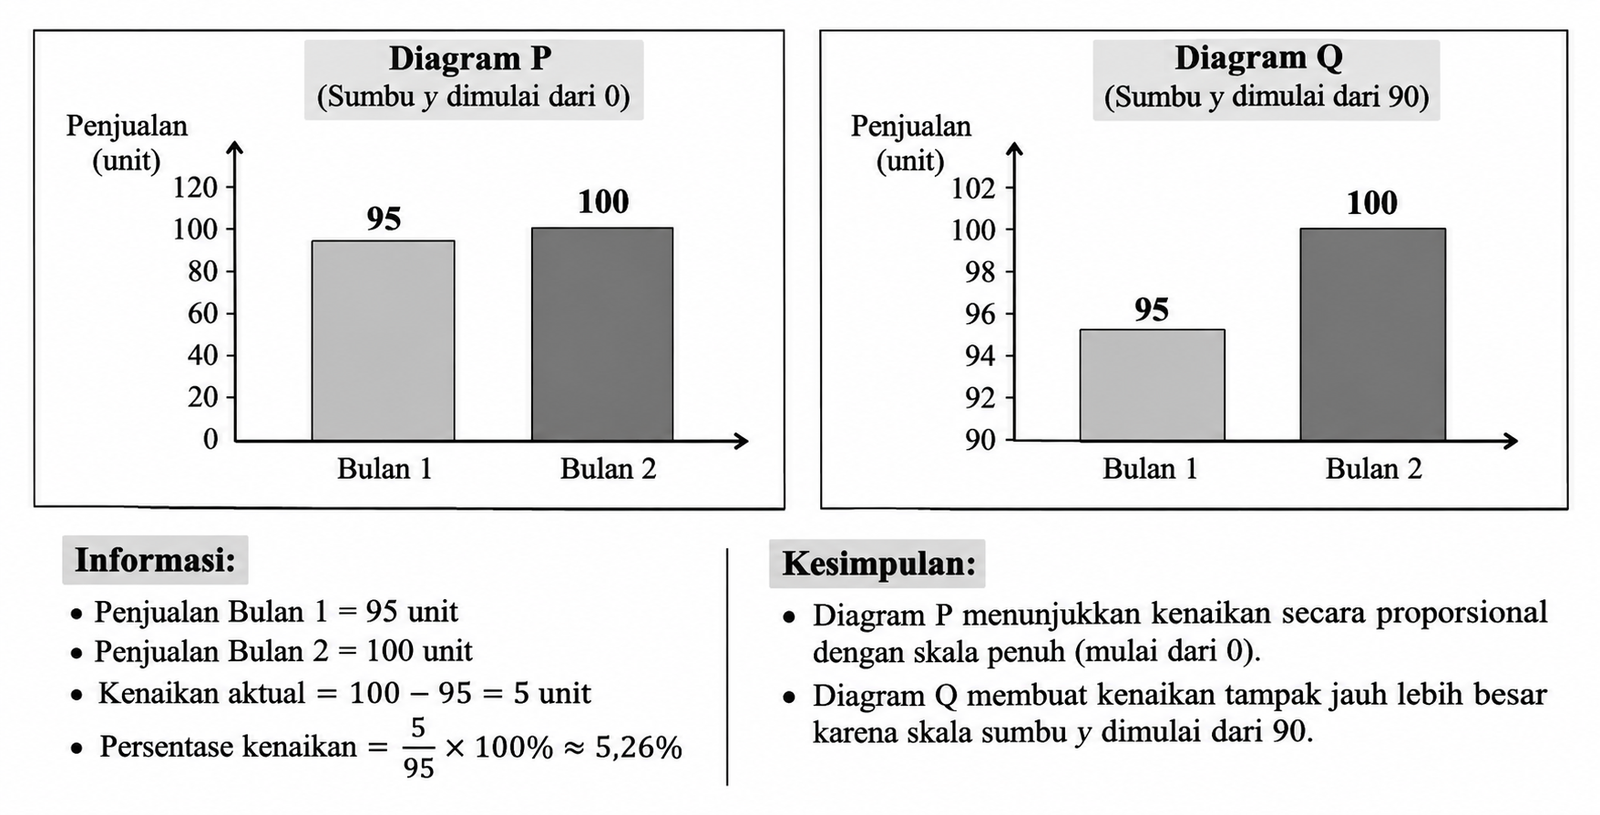 Diagram P
(Sumbu y dimulai dari 0)
Penjualan
(unit)
120
100
80
60
40
20
0
95
100
Bulan 1
Bulan 2
Diagram Q
(Sumbu y dimulai dari 90)
Penjualan
(unit)
102
100
98
96
94
92
90
95
100
Bulan 1
Bulan 2
Informasi:
• Penjualan Bulan 1 = 95 unit
• Penjualan Bulan 2 = 100 unit
• Kenaikan aktual = 100 − 95 = 5 unit
• Persentase kenaikan = 5/95 × 100% ≈ 5,26%
Kesimpulan:
• Diagram P menunjukkan kenaikan secara proporsional
dengan skala penuh (mulai dari 0).
• Diagram Q membuat kenaikan tampak jauh lebih besar
karena skala sumbu y dimulai dari 90.